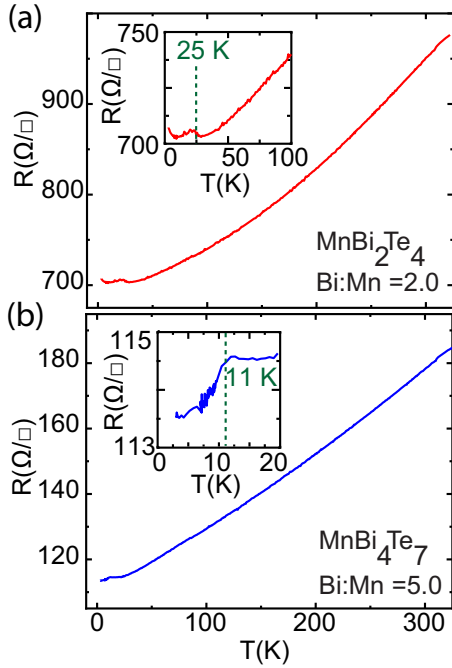 (a)
R(Ω/□)
900
800
700
750
700
R(Ω/□)
25 K
50
100
T(K)
MnBi₂Te₄
Bi:Mn =2.0
(b)
R(Ω/□)
180
160
140
120
115
113
R(Ω/□)
11 K
0
10
20
T(K)
MnBi₄Te₇
Bi:Mn =5.0
0
100
200
300
T(K)